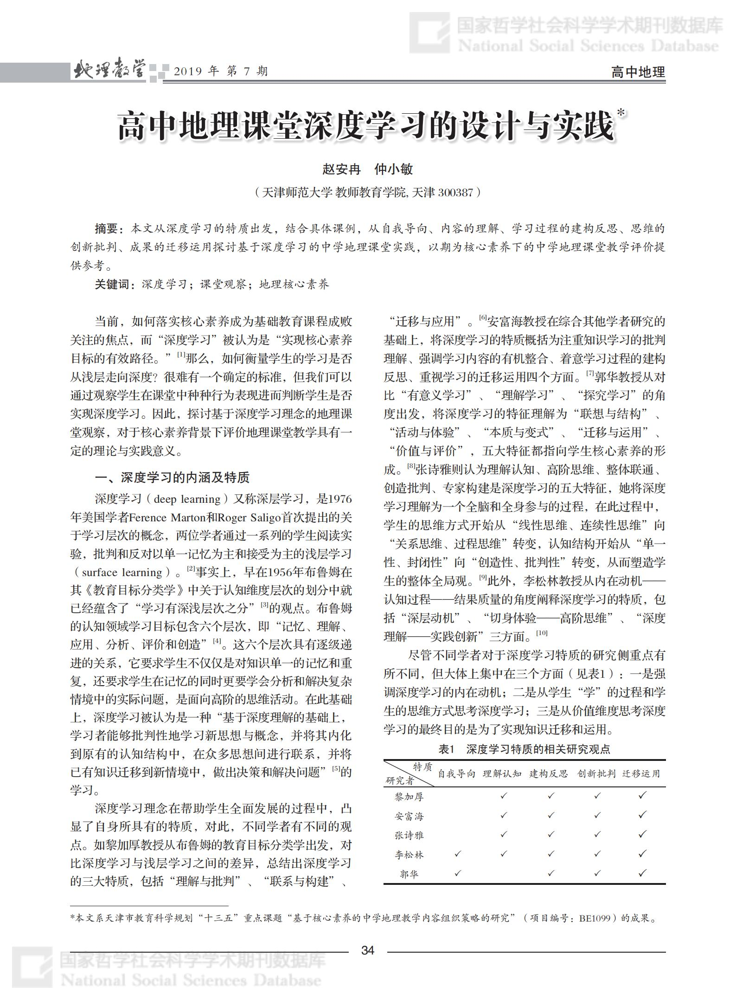 国家哲学社会科学学术期刊数据库
National Social Sciences Database
地理教学 2019 年 第 7 期 高中地理
高中地理课堂深度学习的设计与实践*
赵安冉 仲小敏
（天津师范大学 教师教育学院, 天津 300387）
摘要：本文从深度学习的特质出发，结合具体课例，从自我导向、内容的理解、学习过程的建构反思、思维的
创新批判、成果的迁移运用探讨基于深度学习的中学地理课堂实践，以期为核心素养下的中学地理课堂教学评价提
供参考。
关键词：深度学习；课堂观察；地理核心素养
当前，如何落实核心素养成为基础教育课程成败
关注的焦点，而“深度学习”被认为是“实现核心素养
目标的有效路径。”[1]那么，如何衡量学生的学习是否
从浅层走向深度？很难有一个确定的标准，但我们可以
通过观察学生在课堂中种种行为表现进而判断学生是否
实现深度学习。因此，探讨基于深度学习理念的地理课
堂观察，对于核心素养背景下评价地理课堂教学具有一
定的理论与实践意义。
一、深度学习的内涵及特质
深度学习（deep learning）又称深层学习，是1976
年美国学者Ference Marton和Roger Saligo首次提出的关
于学习层次的概念，两位学者通过一系列的学生阅读实
验，批判和反对以单一记忆为主和接受为主的浅层学习
（surface learning）。[2]事实上，早在1956年布鲁姆在
其《教育目标分类学》中关于认知维度层次的划分中就
已经蕴含了“学习有深浅层次之分”[3]的观点。布鲁姆
的认知领域学习目标包含六个层次，即“记忆、理解、
应用、分析、评价和创造”[4]。这六个层次具有逐级递
进的关系，它要求学生不仅仅是对知识单一的记忆和重
复，还要求学生在记忆的同时更要学会分析和解决复杂
情境中的实际问题，是面向高阶的思维活动。在此基础
上，深度学习被认为是一种“基于深度理解的基础上，
学习者能够批判性地学习新思想与概念，并将其内化
到原有的认知结构中，在众多思想间进行联系，并将
已有知识迁移到新情境中，做出决策和解决问题”[5]的
学习。
深度学习理念在帮助学生全面发展的过程中，凸
显了自身所具有的特质，对此，不同学者有不同的观
点。如黎加厚教授从布鲁姆的教育目标分类学出发，对
比深度学习与浅层学习之间的差异，总结出深度学习
的三大特质，包括“理解与批判”、“联系与构建”、
“迁移与应用”。[6]安富海教授在综合其他学者研究的
基础上，将深度学习的特质概括为注重知识学习的批判
理解、强调学习内容的有机整合、着意学习过程的建构
反思、重视学习的迁移运用四个方面。[7]郭华教授从对
比“有意义学习”、“理解学习”、“探究学习”的角
度出发，将深度学习的特征理解为“联想与结构”、
“活动与体验”、“本质与变式”、“迁移与运用”、
“价值与评价”，五大特征都指向学生核心素养的形
成。[8]张诗雅则认为理解认知、高阶思维、整体联通、
创造批判、专家构建是深度学习的五大特征，她将深度
学习理解为一个全脑和全身参与的过程，在此过程中，
学生的思维方式开始从“线性思维、连续性思维”向
“关系思维、过程思维”转变，认知结构开始从“单一
性、封闭性”向“创造性、批判性”转变，从而塑造学
生的整体全局观。[9]此外，李松林教授从内在动机——
认知过程——结果质量的角度阐释深度学习的特质，包
括“深层动机”、“切身体验——高阶思维”、“深度
理解——实践创新”三方面。[10]
尽管不同学者对于深度学习特质的研究侧重点有
所不同，但大体上集中在三个方面（见表1）：一是强
调深度学习的内在动机；二是从学生“学”的过程和学
生的思维方式思考深度学习；三是从价值维度思考深度
学习的最终目的是为了实现知识迁移和运用。
表1 深度学习特质的相关研究观点
特质 研究者 自我导向 理解认知 建构反思 创新批判 迁移运用
黎加厚 ✓ ✓ ✓ ✓
安富海 ✓ ✓ ✓ ✓
张诗雅 ✓ ✓ ✓ ✓
李松林 ✓ ✓ ✓ ✓ ✓
郭华 ✓ ✓ ✓ ✓
*本文系天津市教育科学规划“十三五”重点课题“基于核心素养的中学地理教学内容组织策略的研究”（项目编号：BE1099）的成果。
34
国家哲学社会科学学术期刊数据库
National Social Sciences Database